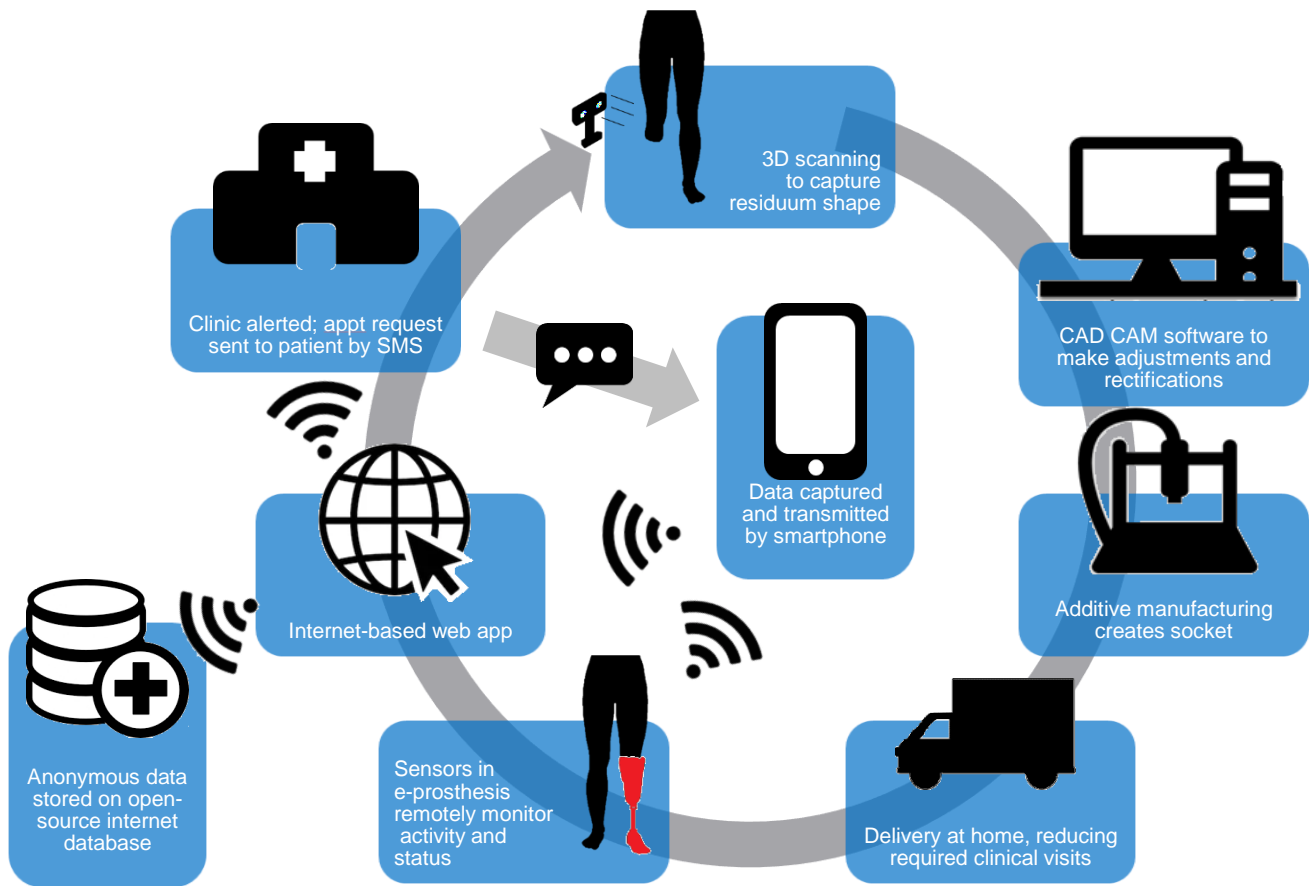 3D scanning
to capture
residuum shape
CAD CAM software to
make adjustments and
rectifications
Additive manufacturing
creates socket
Delivery at home, reducing
required clinical visits
Sensors in
e-prosthesis
remotely monitor
activity and
status
Data captured
and transmitted
by smartphone
Internet-based web app
Anonymous data
stored on open-
source internet
database
Clinic alerted; appt request
sent to patient by SMS